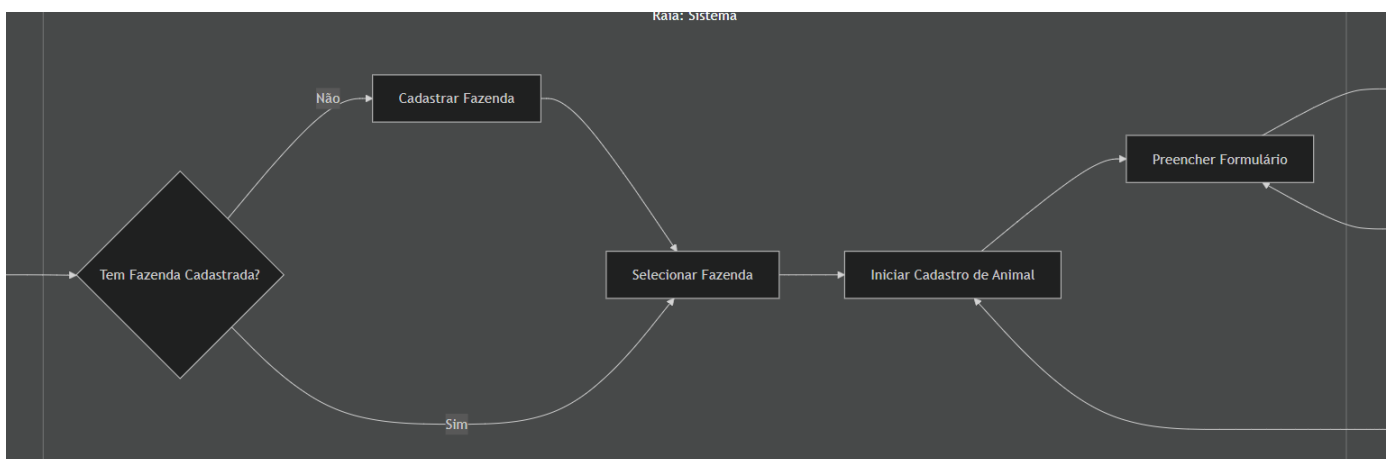 Raia: Sistema
Não
Cadastrar Fazenda
Preencher Formulário
Tem Fazenda Cadastrada?
Selecionar Fazenda
Iniciar Cadastro de Animal
Sim